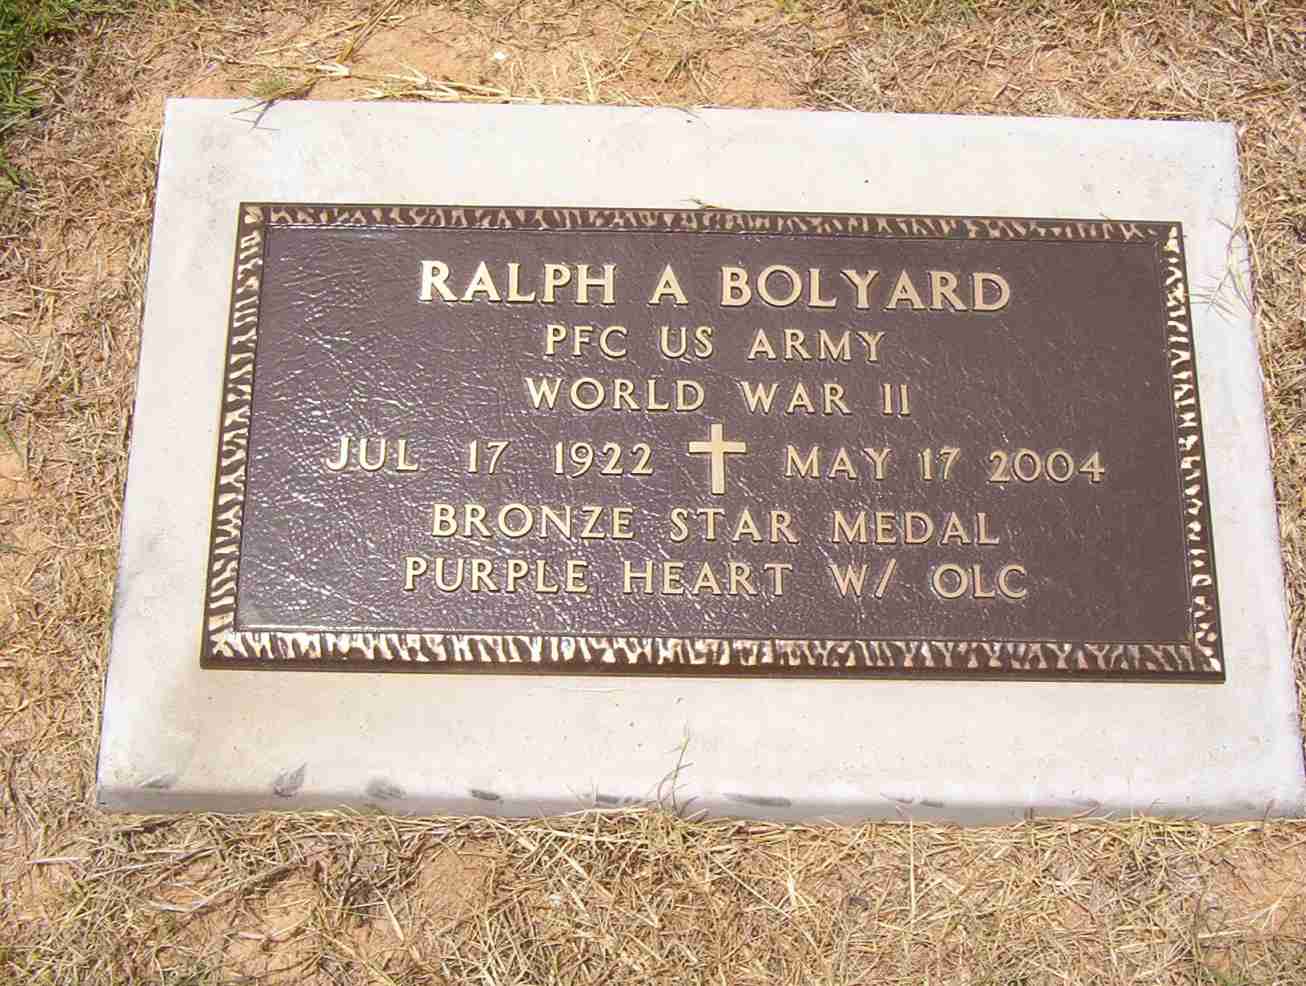 RALPH A BOLYARD
PFC US ARMY
WORLD WAR II
JUL 17 1922 MAY 17 2004
BRONZE STAR MEDAL
PURPLE HEART W/ OLC